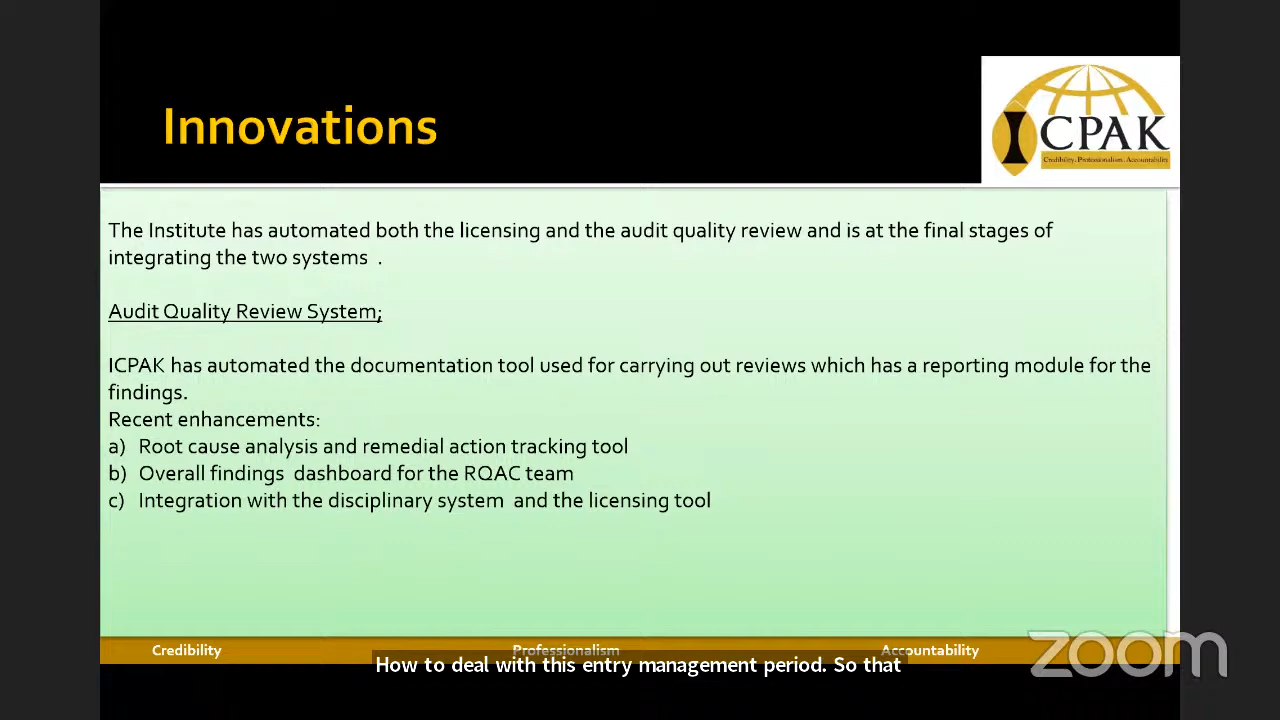 Innovations
ICPAK
Credibility, Professionalism, Accountability
The Institute has automated both the licensing and the audit quality review and is at the final stages of
integrating the two systems .
Audit Quality Review System;
ICPAK has automated the documentation tool used for carrying out reviews which has a reporting module for the
findings.
Recent enhancements:
a) Root cause analysis and remedial action tracking tool
b) Overall findings dashboard for the RQAC team
c) Integration with the disciplinary system and the licensing tool
Credibility Professionalism Accountability
How to deal with this entry management period. So that
zoom